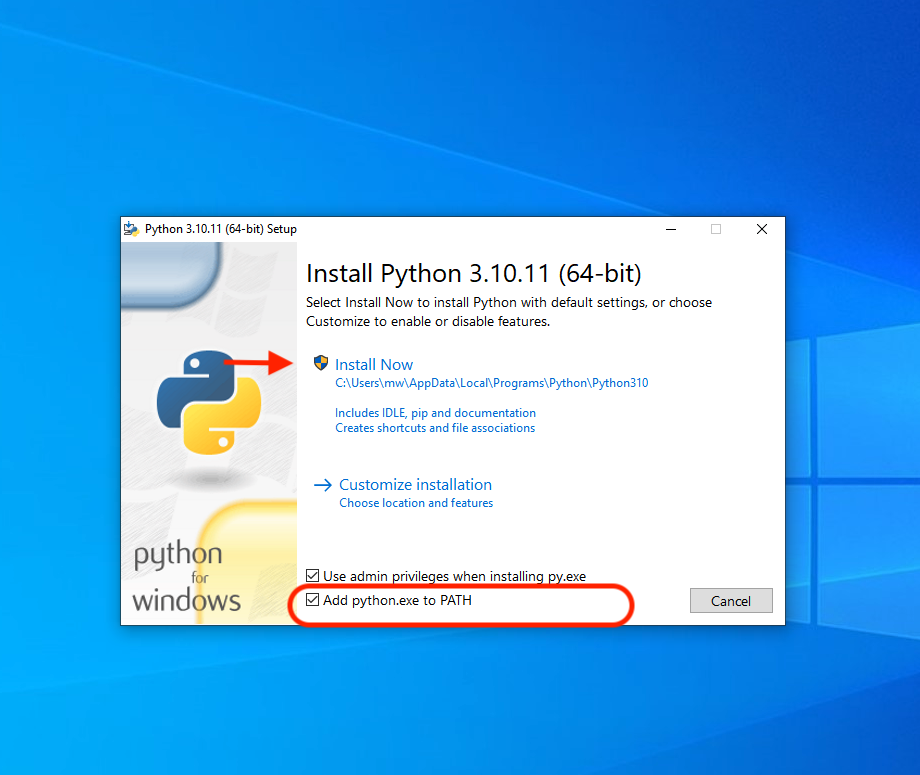 Python 3.10.11 (64-bit) Setup
Install Python 3.10.11 (64-bit)
Select Install Now to install Python with default settings, or choose
Customize to enable or disable features.
Install Now
C:\Users\mw\AppData\Local\Programs\Python\Python310
Includes IDLE, pip and documentation
Creates shortcuts and file associations
Customize installation
Choose location and features
python
for
windows
Use admin privileges when installing py.exe
Add python.exe to PATH
Cancel